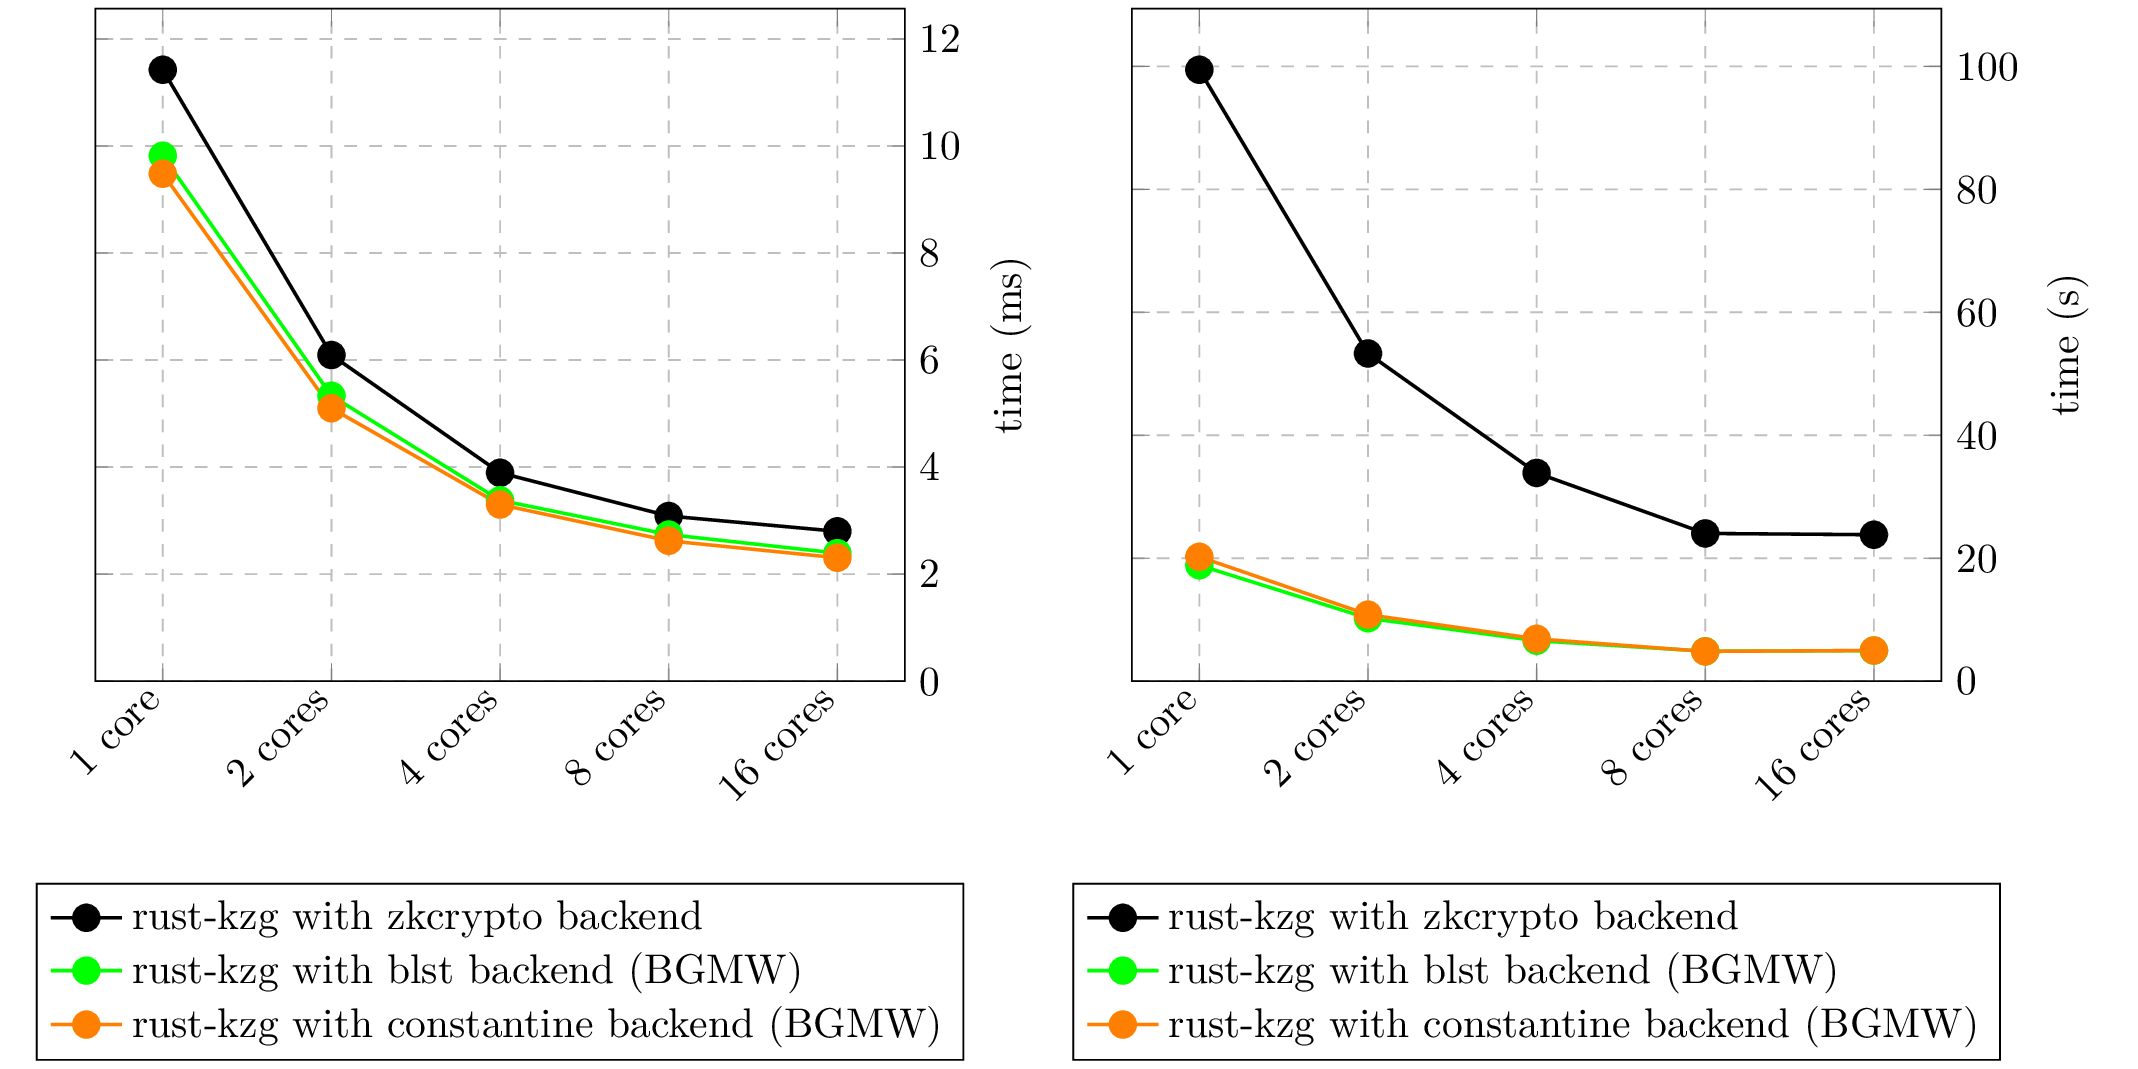 12
10
8
6
4
2
0
time (ms)
1 core
2 cores
4 cores
8 cores
16 cores
rust-kzg with zkcrypto backend
rust-kzg with blst backend (BGMW)
rust-kzg with constantine backend (BGMW)
100
80
60
40
20
0
time (s)
1 core
2 cores
4 cores
8 cores
16 cores
rust-kzg with zkcrypto backend
rust-kzg with blst backend (BGMW)
rust-kzg with constantine backend (BGMW)